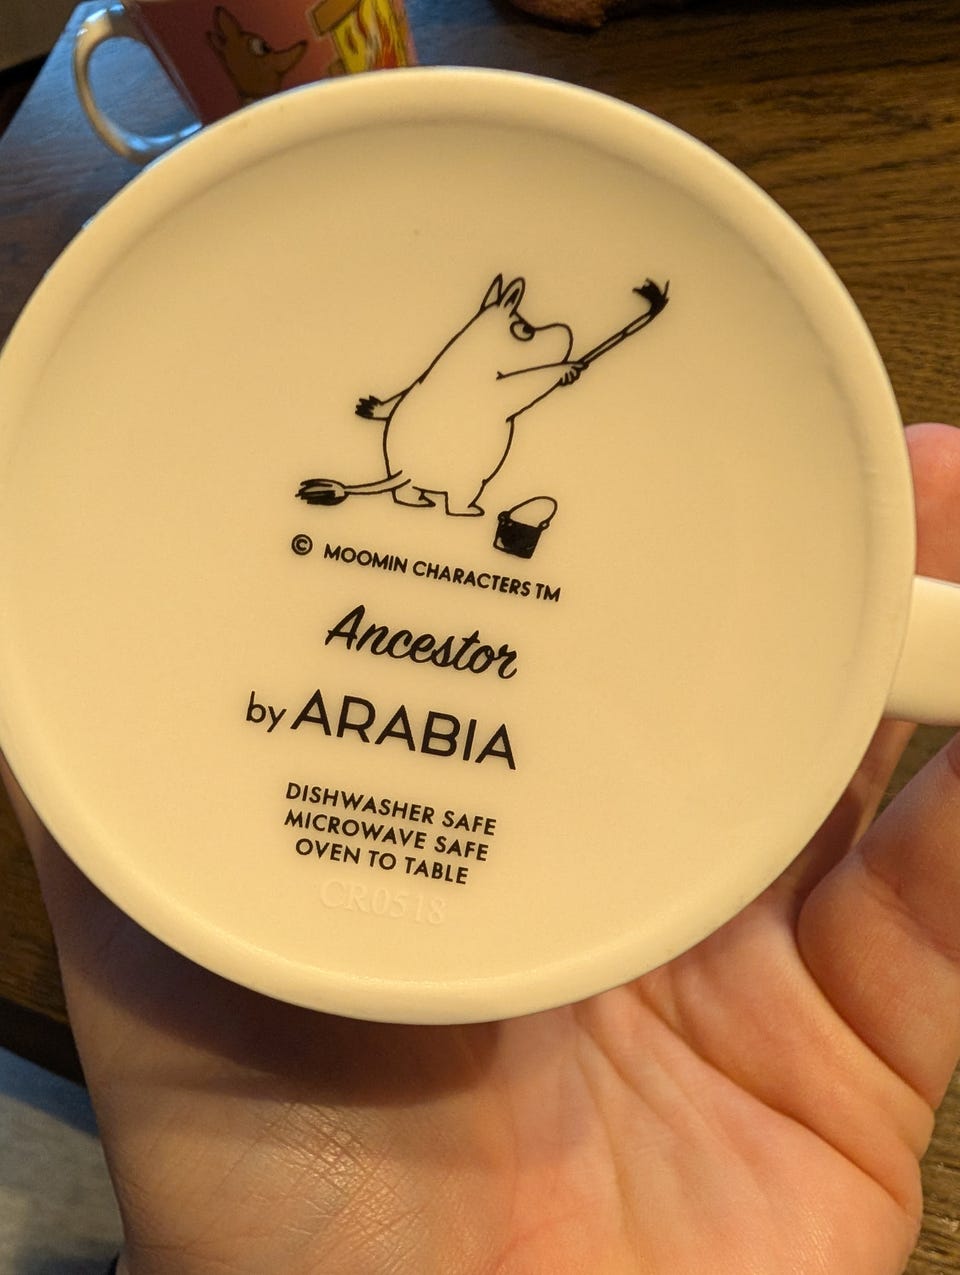 © MOOMIN CHARACTERS TM
Ancestor
by ARABIA
DISHWASHER SAFE
MICROWAVE SAFE
OVEN TO TABLE
CR0518